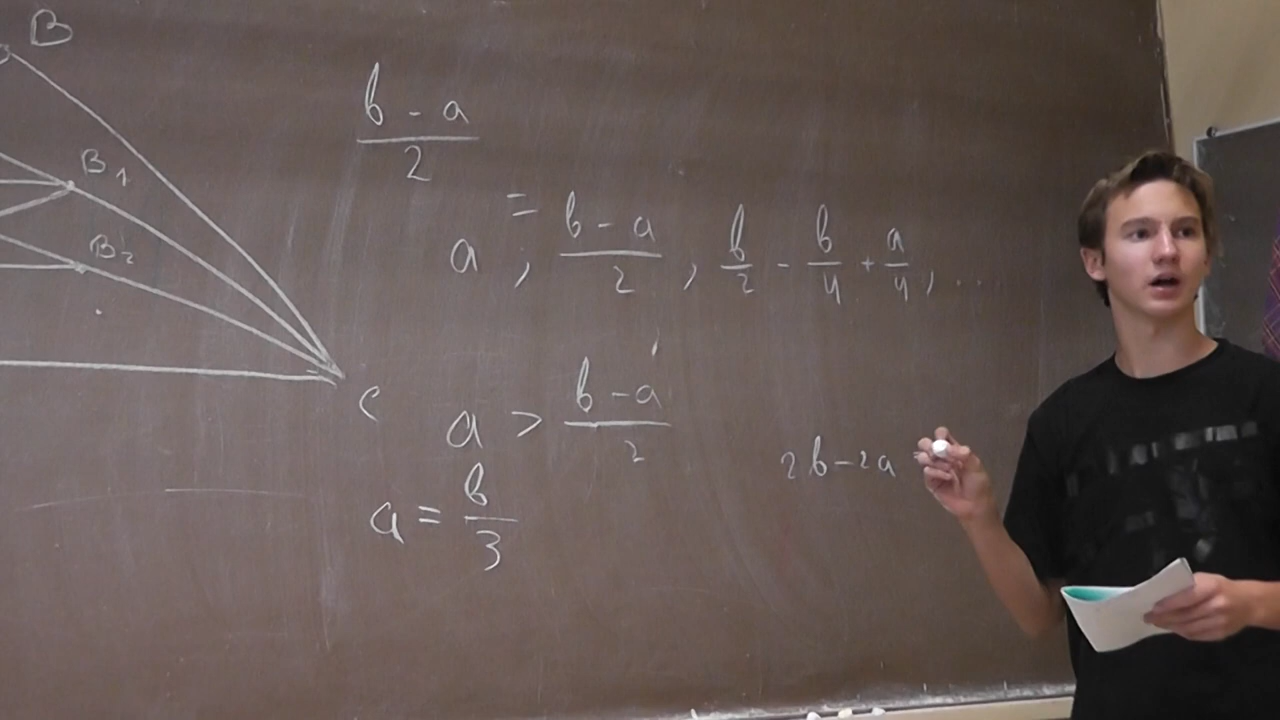 B
B₁
B₂
C
(b - a)/2
=
a , (b - a)/2 , b/2 - b/4 + a/4 , ...
a > (b - a)/2
a = b/3
2b - 2a